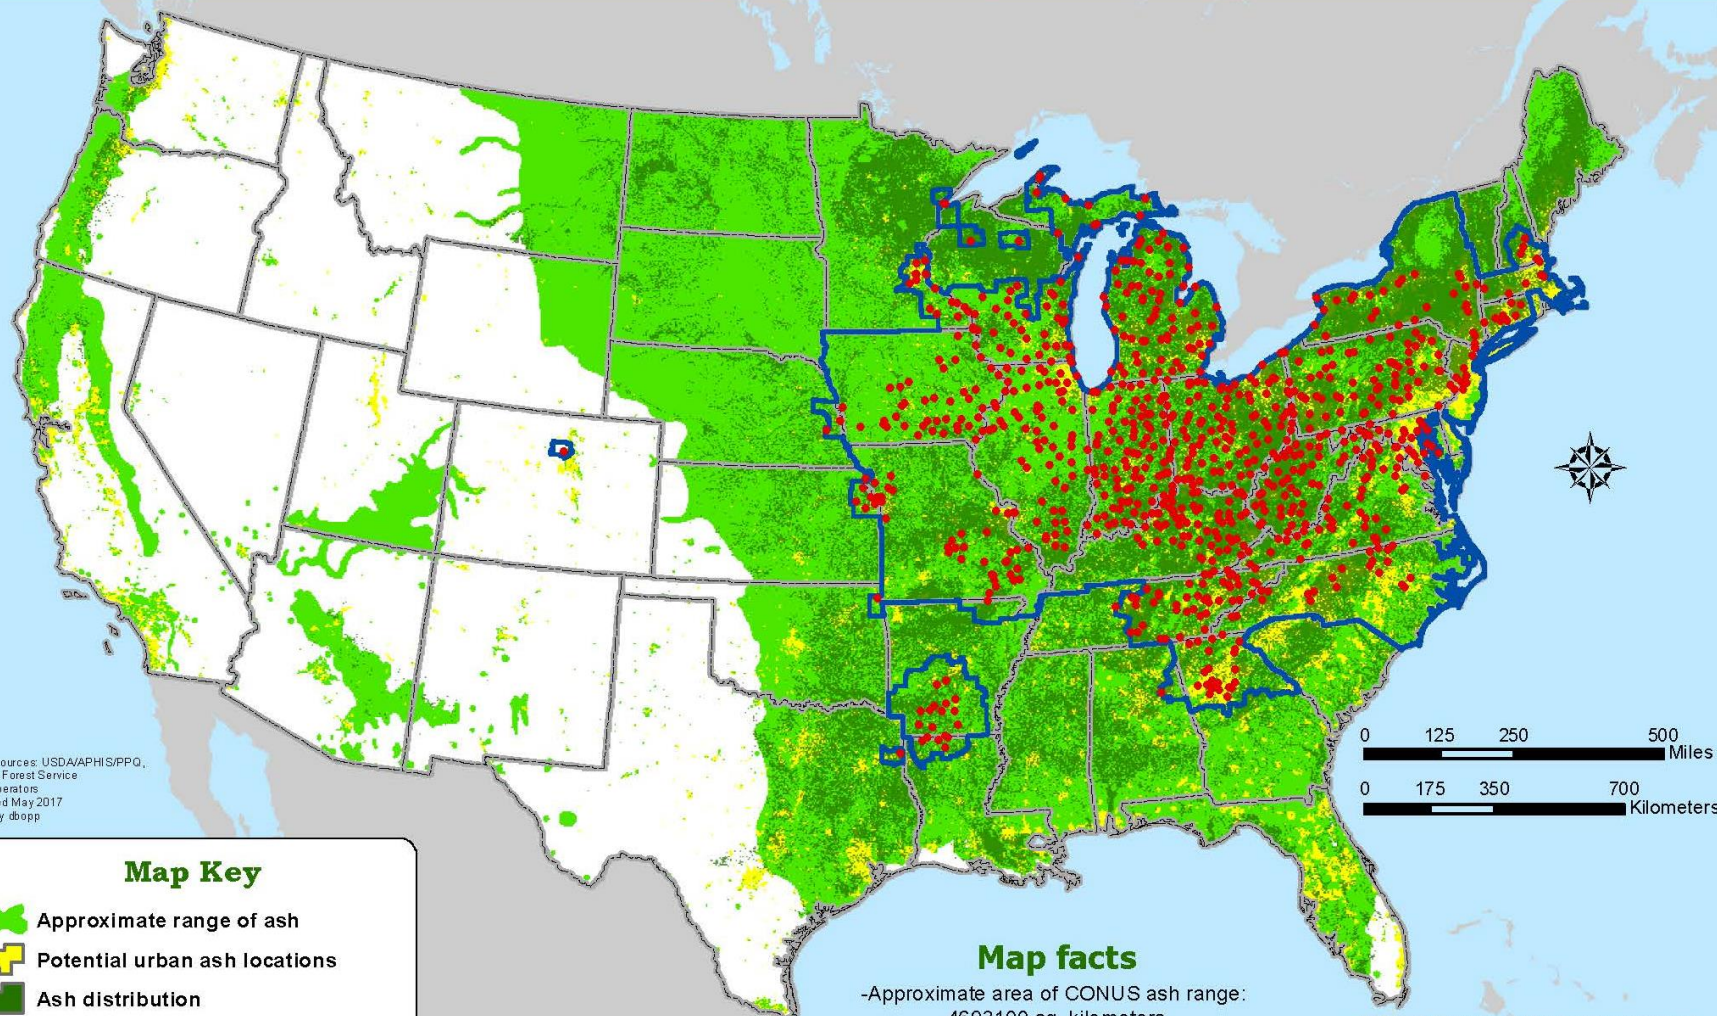 0 125 250 500
Miles
0 175 350 700
Kilometers
ources: USDA/APHIS/PPQ,
Forest Service
erators
d May 2017
y dbopp
Map Key
Approximate range of ash
Potential urban ash locations
Ash distribution
Map facts
-Approximate area of CONUS ash range: